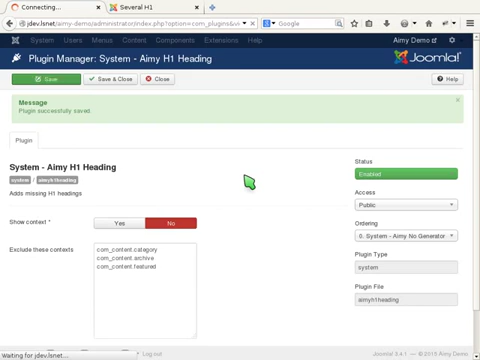 Connecting...
Several H1
jdev.lsnet/aimy-demo/administrator/index.php?option=com_plugins&v
Google
System Users Menus Content Components Extensions Help
Aimy Demo
Plugin Manager: System - Aimy H1 Heading
Joomla!
Save
Save & Close
Close
Help
Message
Plugin successfully saved.
×
Plugin
System - Aimy H1 Heading
system / aimyh1heading
Adds missing H1 headings
Show context *
Yes
No
Exclude these contexts
com_content.category
com_content.archive
com_content.featured
Status
Enabled
Access
Public
Ordering
0. System - Aimy No Generator
Plugin Type
system
Plugin File
aimyh1heading
Waiting for jdev.lsnet...
Log out
Joomla! 3.4.1 — © 2015 Aimy Demo